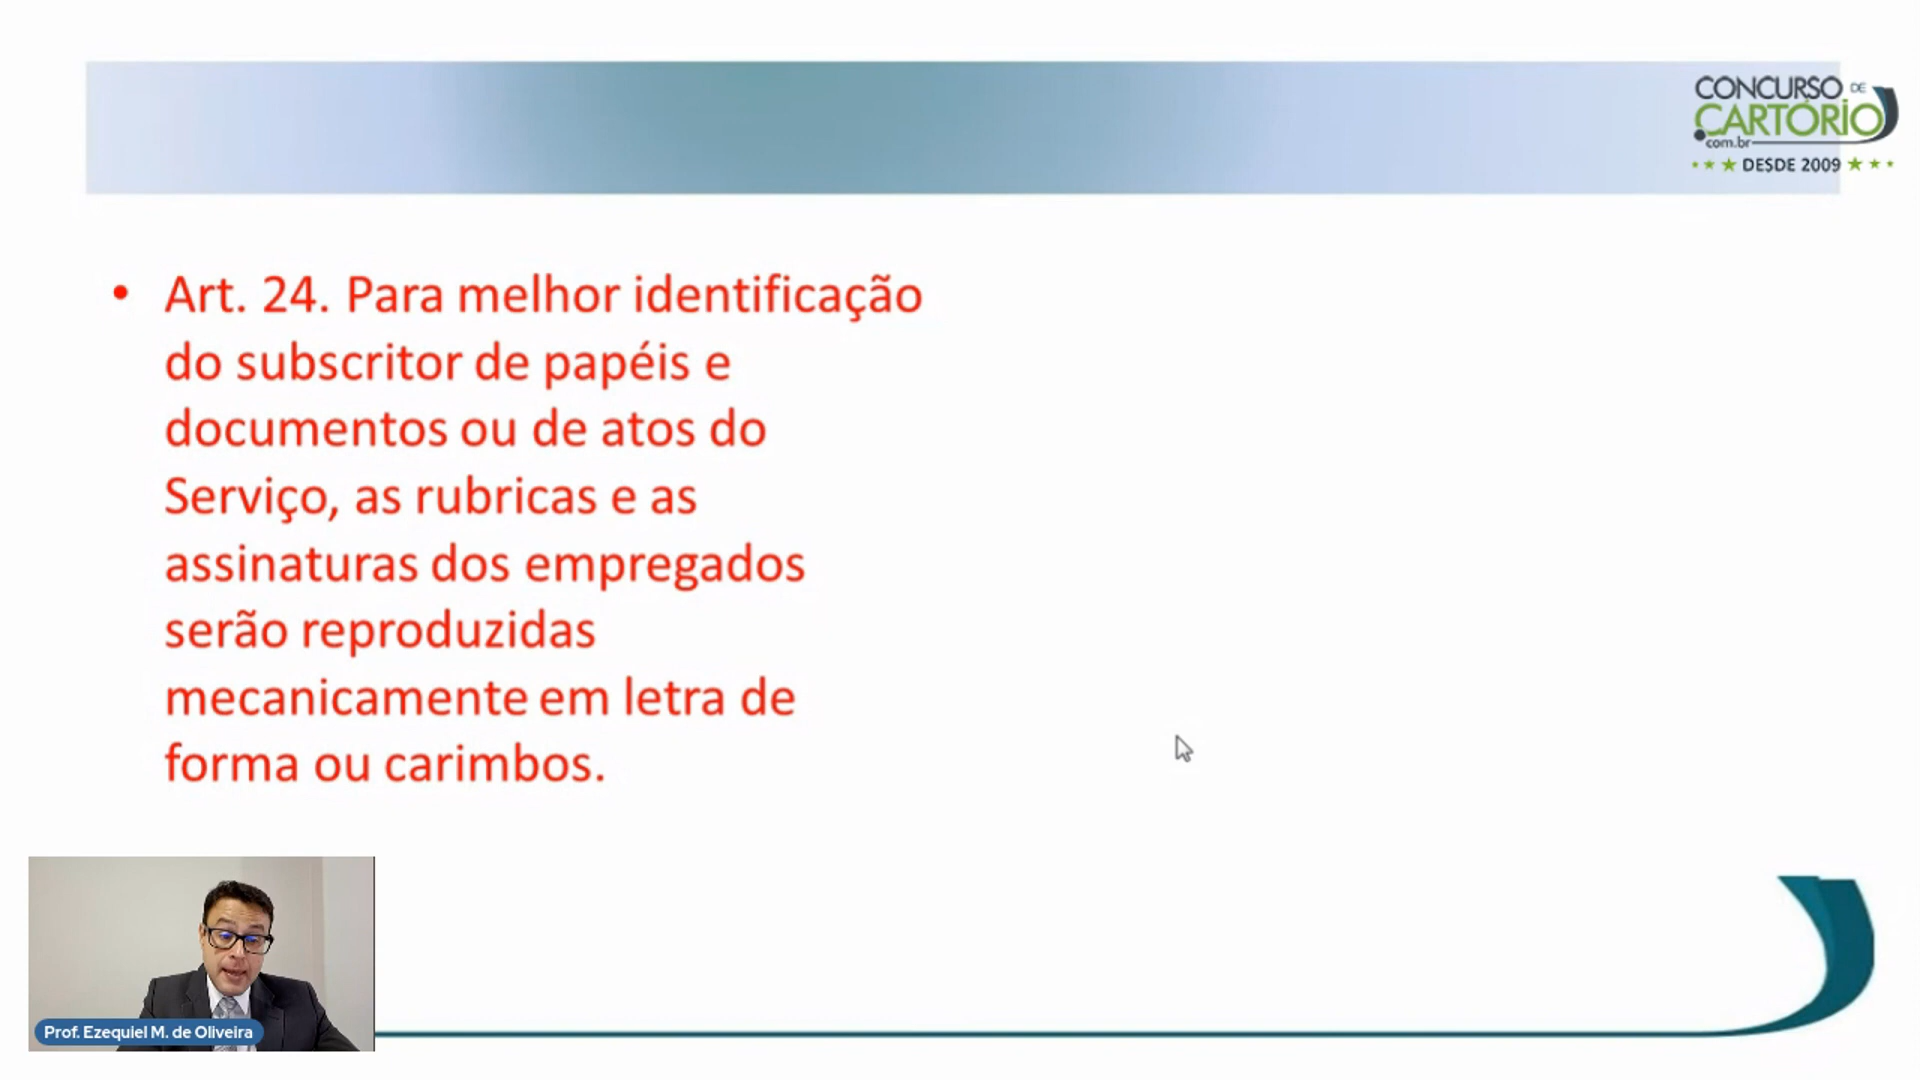 CONCURSO DE
CARTÓRIO
.com.br
DESDE 2009
• Art. 24. Para melhor identificação
do subscritor de papéis e
documentos ou de atos do
Serviço, as rubricas e as
assinaturas dos empregados
serão reproduzidas
mecanicamente em letra de
forma ou carimbos.
Prof. Ezequiel M. de Oliveira